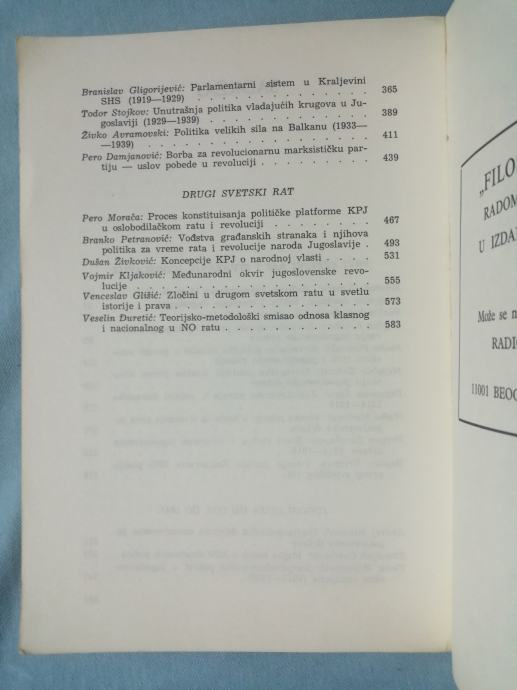 Branislav Gligorijević: Parlamentarni sistem u Kraljevini
SHS (1919—1929) . . . . . . . . . . . . . 365
Todor Stojkov: Unutrašnja politika vladajućih krugova u Ju-
goslaviji (1929—1939) . . . . . . . . . . . . 389
Živko Avramovski: Politika velikih sila na Balkanu (1933—
—1939) . . . . . . . . . . . . . . . . 411
Pero Damjanović: Borba za revolucionarnu marksističku par-
tiju — uslov pobede u revoluciji . . . . . . . . 439
DRUGI SVETSKI RAT
Pero Morača: Proces konstituisanja političke platforme KPJ
u oslobodilačkom ratu i revoluciji . . . . . . . 467
Branko Petranović: Vođstva građanskih stranaka i njihova
politika za vreme rata i revolucije naroda Jugoslavije . 493
Dušan Živković: Koncepcije KPJ o narodnoj vlasti . . . . 531
Vojmir Kljaković: Međunarodni okvir jugoslovenske revo-
lucije . . . . . . . . . . . . . . . . . 555
Venceslav Glišić: Zločini u drugom svetskom ratu u svetlu
istorije i prava . . . . . . . . . . . . . . 573
Veselin Đuretić: Teorijsko-metodološki smisao odnosa klasnog
i nacionalnog u NO ratu . . . . . . . . . . 583
„FILO
RADOM
U IZDA
Može se n
RADI
11001 BEOG